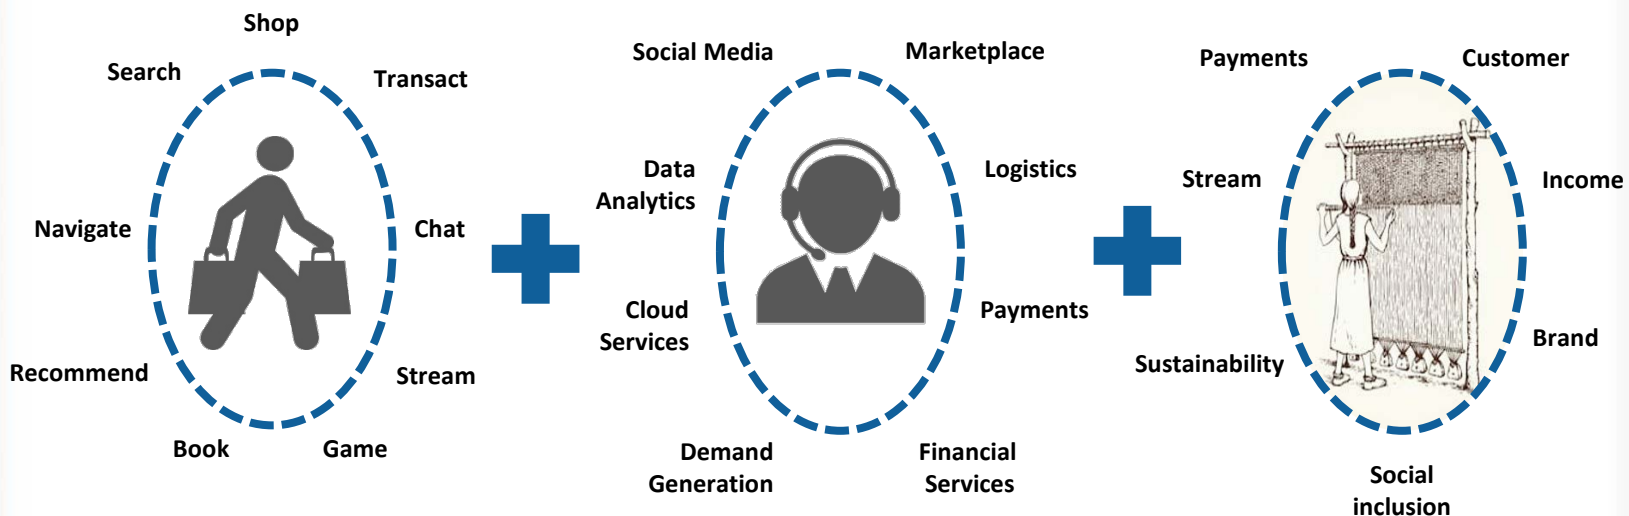 Shop
Search
Transact
Navigate
Chat
Recommend
Stream
Book
Game
Social Media
Marketplace
Data
Analytics
Logistics
Cloud
Services
Payments
Demand
Generation
Financial
Services
Payments
Customer
Stream
Income
Sustainability
Brand
Social
inclusion